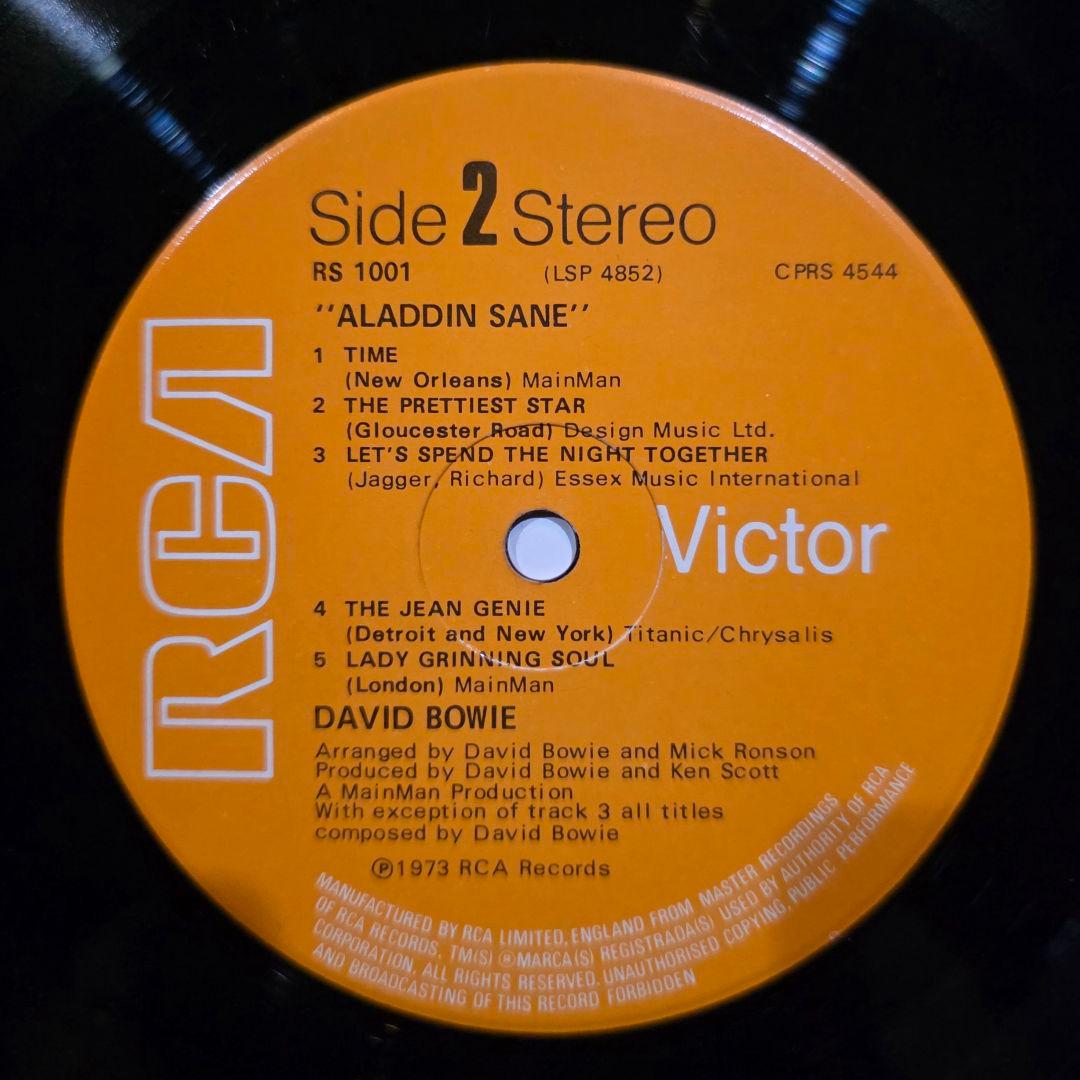 Side 2 Stereo
RS 1001 (LSP 4852) CPRS 4544
"ALADDIN SANE"
1 TIME
(New Orleans) MainMan
2 THE PRETTIEST STAR
(Gloucester Road) Design Music Ltd.
3 LET'S SPEND THE NIGHT TOGETHER
(Jagger, Richard) Essex Music International
RCA
Victor
4 THE JEAN GENIE
(Detroit and New York) Titanic/Chrysalis
5 LADY GRINNING SOUL
(London) MainMan
DAVID BOWIE
Arranged by David Bowie and Mick Ronson
Produced by David Bowie and Ken Scott
A MainMan Production
With exception of track 3 all titles
composed by David Bowie
℗1973 RCA Records
MANUFACTURED BY RCA LIMITED, ENGLAND FROM MASTER RECORDINGS
OF RCA RECORDS. TM(S) ® MARCA(S) REGISTRADA(S) USED BY AUTHORITY OF RCA
CORPORATION, ALL RIGHTS RESERVED. UNAUTHORISED COPYING, PUBLIC PERFORMANCE
AND BROADCASTING OF THIS RECORD FORBIDDEN